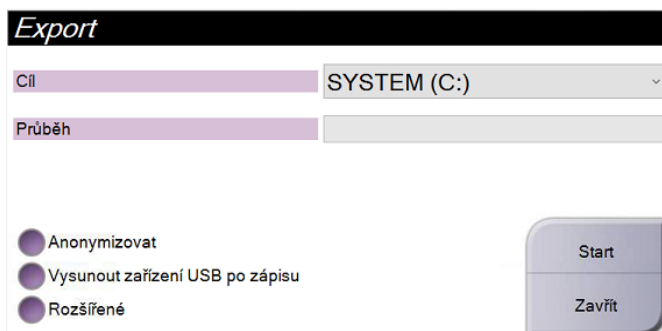 Export
Cíl SYSTEM (C:)
Průběh
Anonymizovat
Vysunout zařízení USB po zápisu
Rozšířené
Start
Zavřít